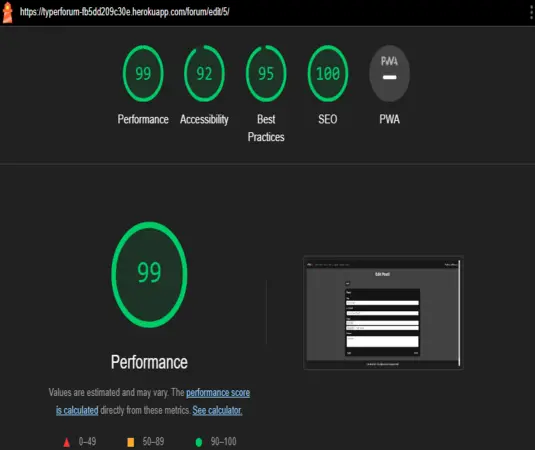 https://typerforum-fb5dd209c30e.herokuapp.com/forum/edit/5/
99 92 95 100 PWA
Performance Accessibility Best Practices SEO PWA
99
Performance
Edit Post
Values are estimated and may vary. The performance score
is calculated directly from these metrics. See calculator.
0–49 50–89 90–100